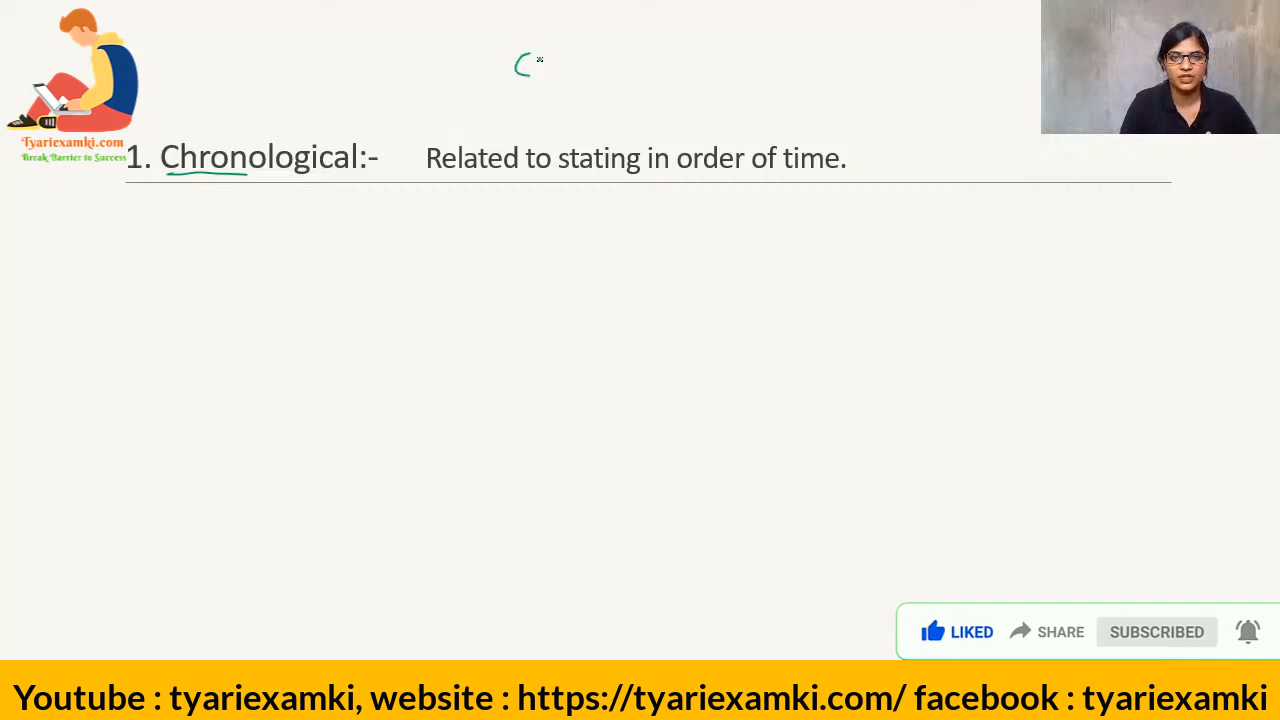 Tyariexamki.com
Break Barrier to Success
1. Chronological:- Related to stating in order of time.
LIKED SHARE SUBSCRIBED
Youtube : tyariexamki, website : https://tyariexamki.com/ facebook : tyariexamki